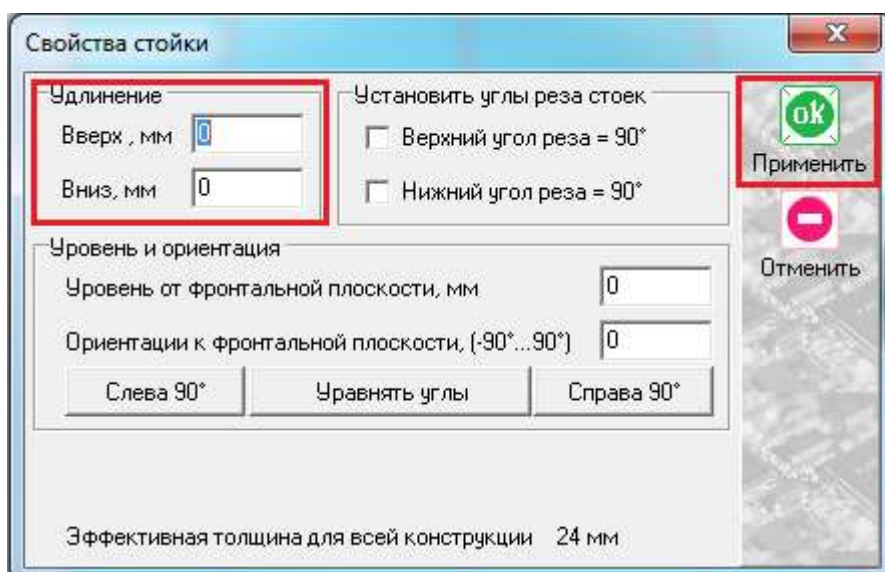 Свойства стойки
Удлинение
Вверх , мм 0
Вниз, мм 0
Установить углы реза стоек
Верхний угол реза = 90°
Нижний угол реза = 90°
ok
Применить
Отменить
Уровень и ориентация
Уровень от фронтальной плоскости, мм 0
Ориентации к фронтальной плоскости, (-90°...90°) 0
Слева 90° Уравнять углы Справа 90°
Эффективная толщина для всей конструкции 24 мм